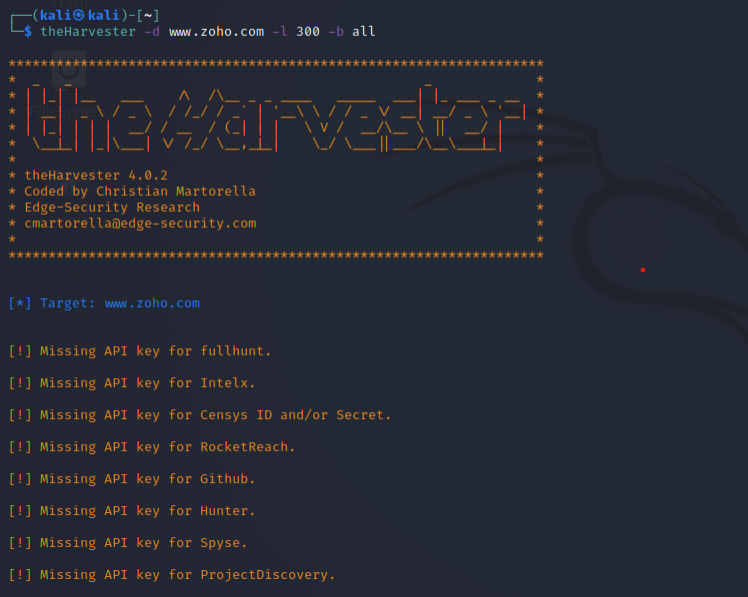 ┌──(kali㉿kali)-[~]
└─$ theHarvester -d www.zoho.com -l 300 -b all
*******************************************************************
* theHarvester 4.0.2 *
* Coded by Christian Martorella *
* Edge-Security Research *
* cmartorella@edge-security.com *
* *
*******************************************************************
[*] Target: www.zoho.com
[!] Missing API key for fullhunt.
[!] Missing API key for Intelx.
[!] Missing API key for Censys ID and/or Secret.
[!] Missing API key for RocketReach.
[!] Missing API key for Github.
[!] Missing API key for Hunter.
[!] Missing API key for Spyse.
[!] Missing API key for ProjectDiscovery.